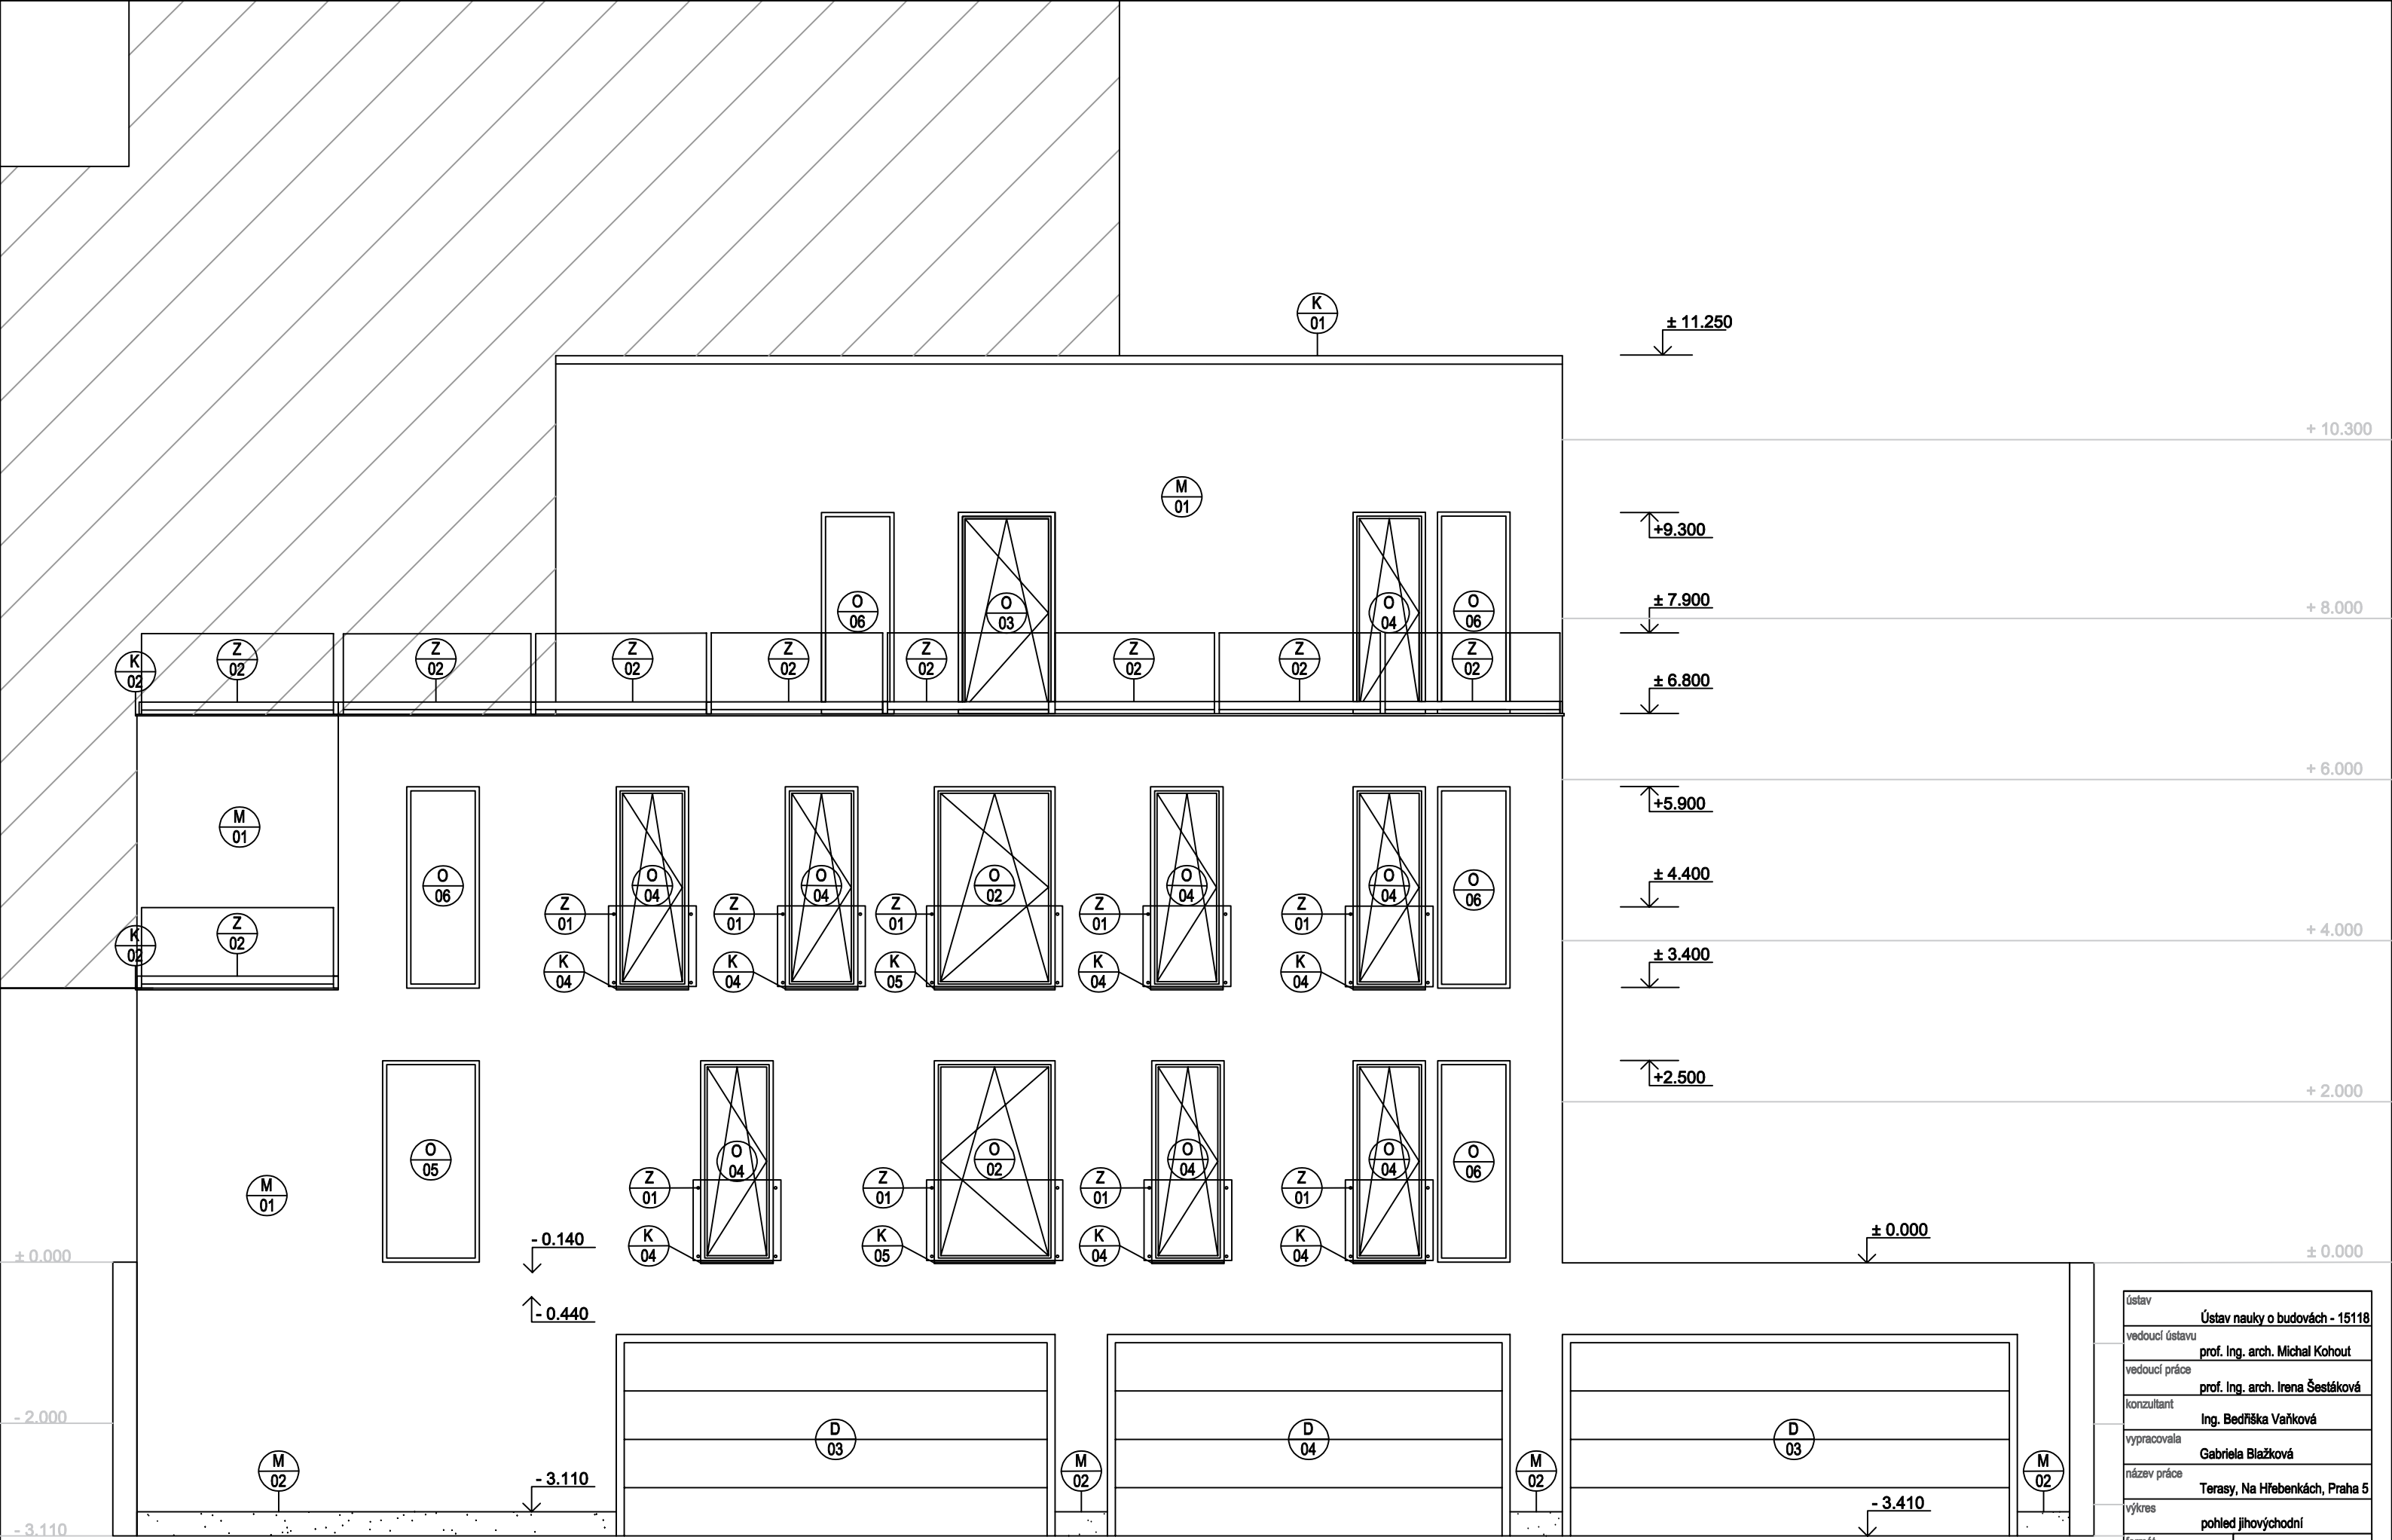 K
01
± 11.250
+ 10.300
M
01
+9.300
O
06
O
03
O
04
O
06
± 7.900
+ 8.000
K
02
Z
02
Z
02
Z
02
Z
02
Z
02
Z
02
Z
02
Z
02
± 6.800
+ 6.000
+5.900
M
01
O
06
O
04
O
04
O
02
O
04
O
04
O
06
± 4.400
Z
01
Z
01
Z
01
Z
01
Z
01
K
02
Z
02
+ 4.000
± 3.400
K
04
K
04
K
05
K
04
K
04
+2.500
+ 2.000
O
05
O
04
O
02
O
04
O
04
O
06
M
01
Z
01
Z
01
Z
01
Z
01
K
04
K
05
K
04
K
04
- 0.140
± 0.000
± 0.000
± 0.000
- 0.440
ústav
Ústav nauky o budovách - 15118
vedoucí ústavu
prof. Ing. arch. Michal Kohout
vedoucí práce
prof. Ing. arch. Irena Šestáková
konzultant
Ing. Bedřiška Vaňková
vypracovala
Gabriela Blažková
název práce
Terasy, Na Hřebenkách, Praha 5
výkres
pohled jihovýchodní
- 2.000
D
03
D
04
D
03
M
02
M
02
M
02
M
02
- 3.110
- 3.410
- 3.110